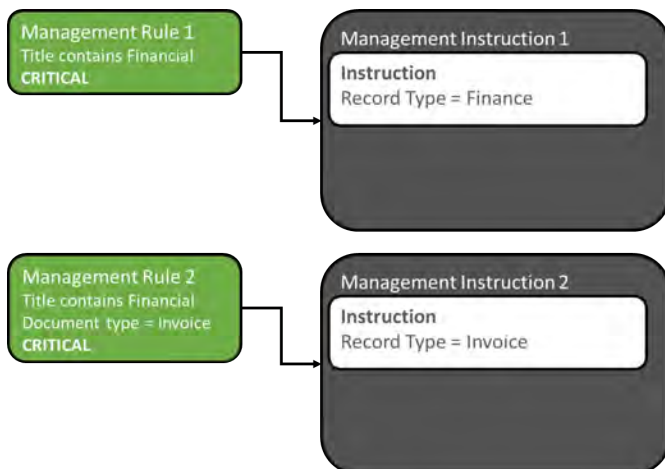 Management Rule 1
Title contains Financial
CRITICAL
Management Instruction 1
Instruction
Record Type = Finance
Management Rule 2
Title contains Financial
Document type = Invoice
CRITICAL
Management Instruction 2
Instruction
Record Type = Invoice